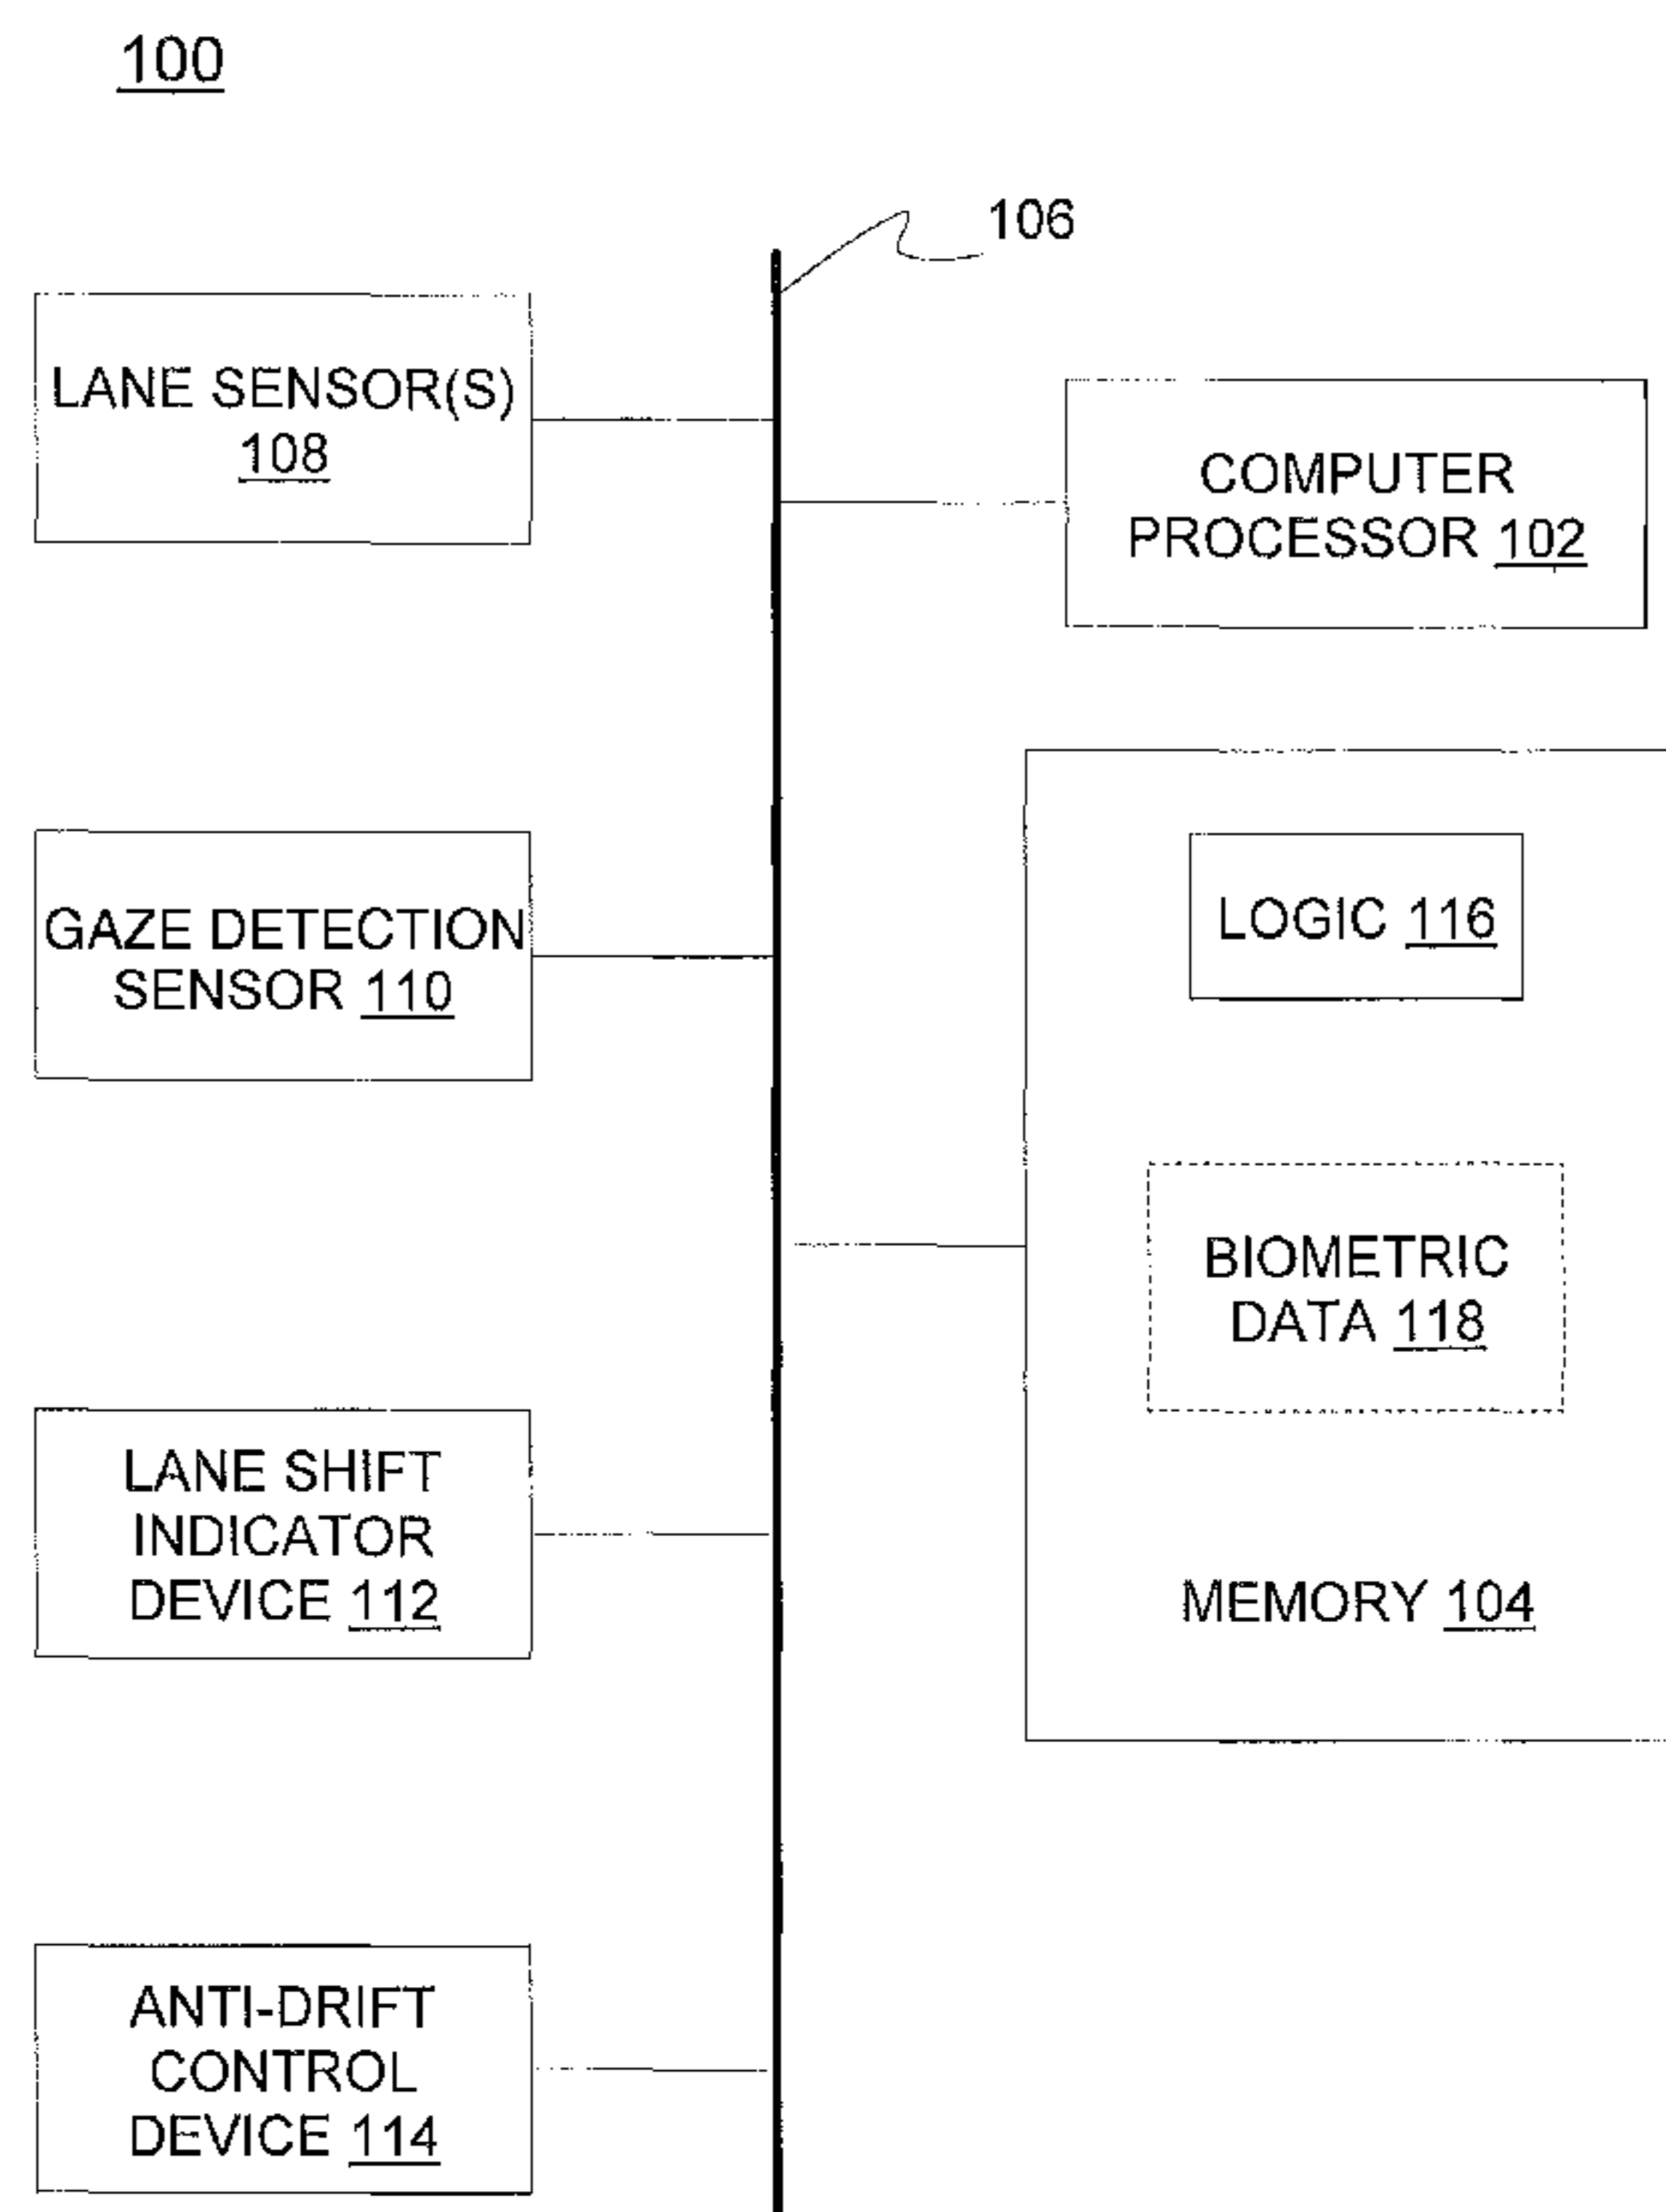 100
106
LANE SENSOR(S)
108
COMPUTER
PROCESSOR 102
GAZE DETECTION
SENSOR 110
LOGIC 116
BIOMETRIC
DATA 118
LANE SHIFT
INDICATOR
DEVICE 112
MEMORY 104
ANTI-DRIFT
CONTROL
DEVICE 114